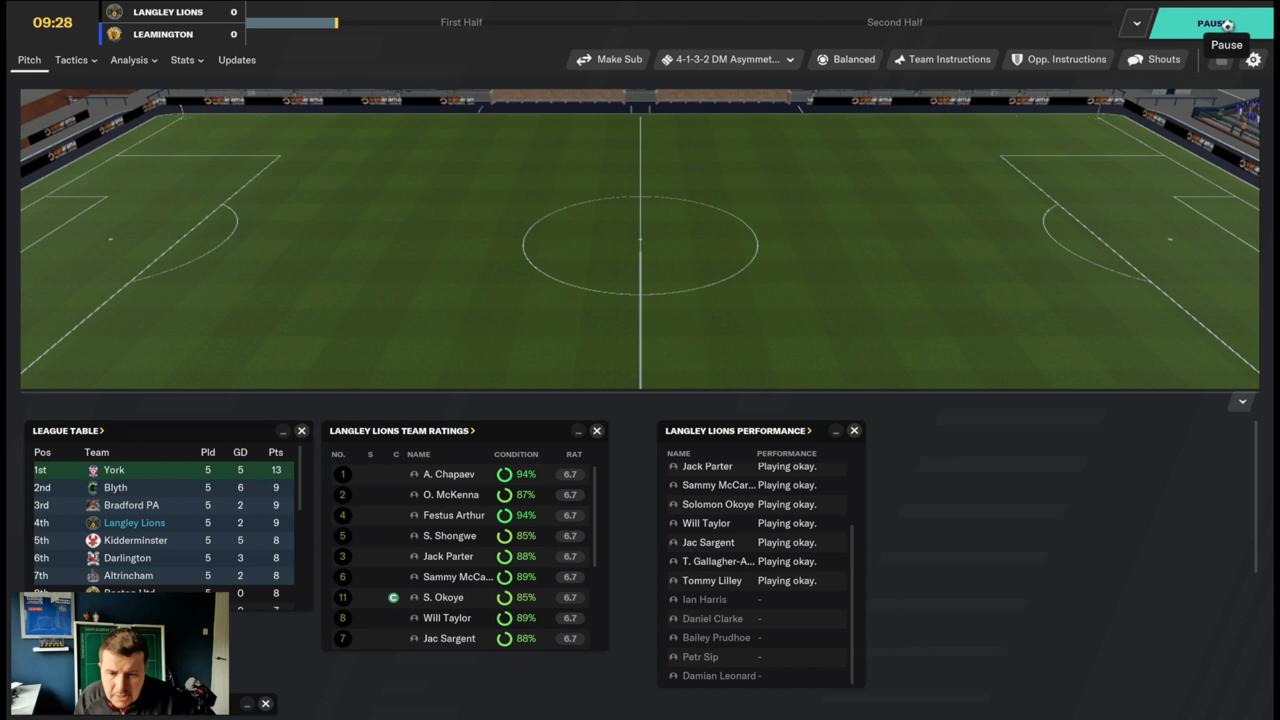 09:28
LANGLEY LIONS 0
LEAMINGTON 0
First Half
Second Half
PAUS
Pause
Pitch Tactics Analysis Stats Updates
Make Sub 4-1-3-2 DM Asymmet... Balanced Team Instructions Opp. Instructions Shouts
LEAGUE TABLE
Pos Team Pld GD Pts
1st York 5 5 13
2nd Blyth 5 6 9
3rd Bradford PA 5 2 9
4th Langley Lions 5 2 9
5th Kidderminster 5 5 8
6th Darlington 5 3 8
7th Altrincham 5 2 8
0 8
LANGLEY LIONS TEAM RATINGS
NO. S C NAME CONDITION RAT
1 A. Chapaev 94% 6.7
2 O. McKenna 87% 6.7
4 Festus Arthur 94% 6.7
5 S. Shongwe 85% 6.7
3 Jack Parter 88% 6.7
6 Sammy McCa... 89% 6.7
11 C S. Okoye 85% 6.7
8 Will Taylor 89% 6.7
7 Jac Sargent 88% 6.7
LANGLEY LIONS PERFORMANCE
NAME PERFORMANCE
Jack Parter Playing okay.
Sammy McCar... Playing okay.
Solomon Okoye Playing okay.
Will Taylor Playing okay.
Jac Sargent Playing okay.
T. Gallagher-A... Playing okay.
Tommy Lilley Playing okay.
Ian Harris -
Daniel Clarke -
Bailey Prudhoe -
Petr Sip -
Damian Leonard -